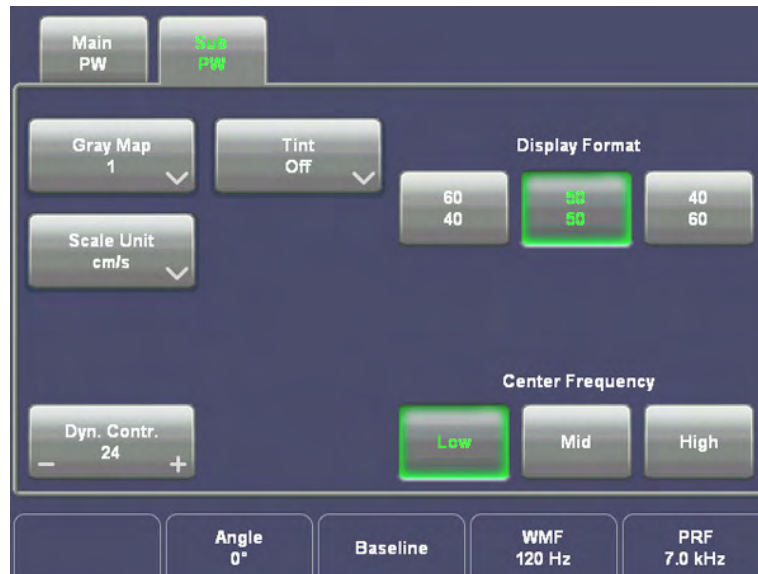 Main
PW
Sub
PW
Gray Map
1
Tint
Off
Display Format
60
40
50
50
40
60
Scale Unit
cm/s
Center Frequency
Dyn. Contr.
24
- +
Low
Mid
High
Angle
0°
Baseline
WMF
120 Hz
PRF
7.0 kHz